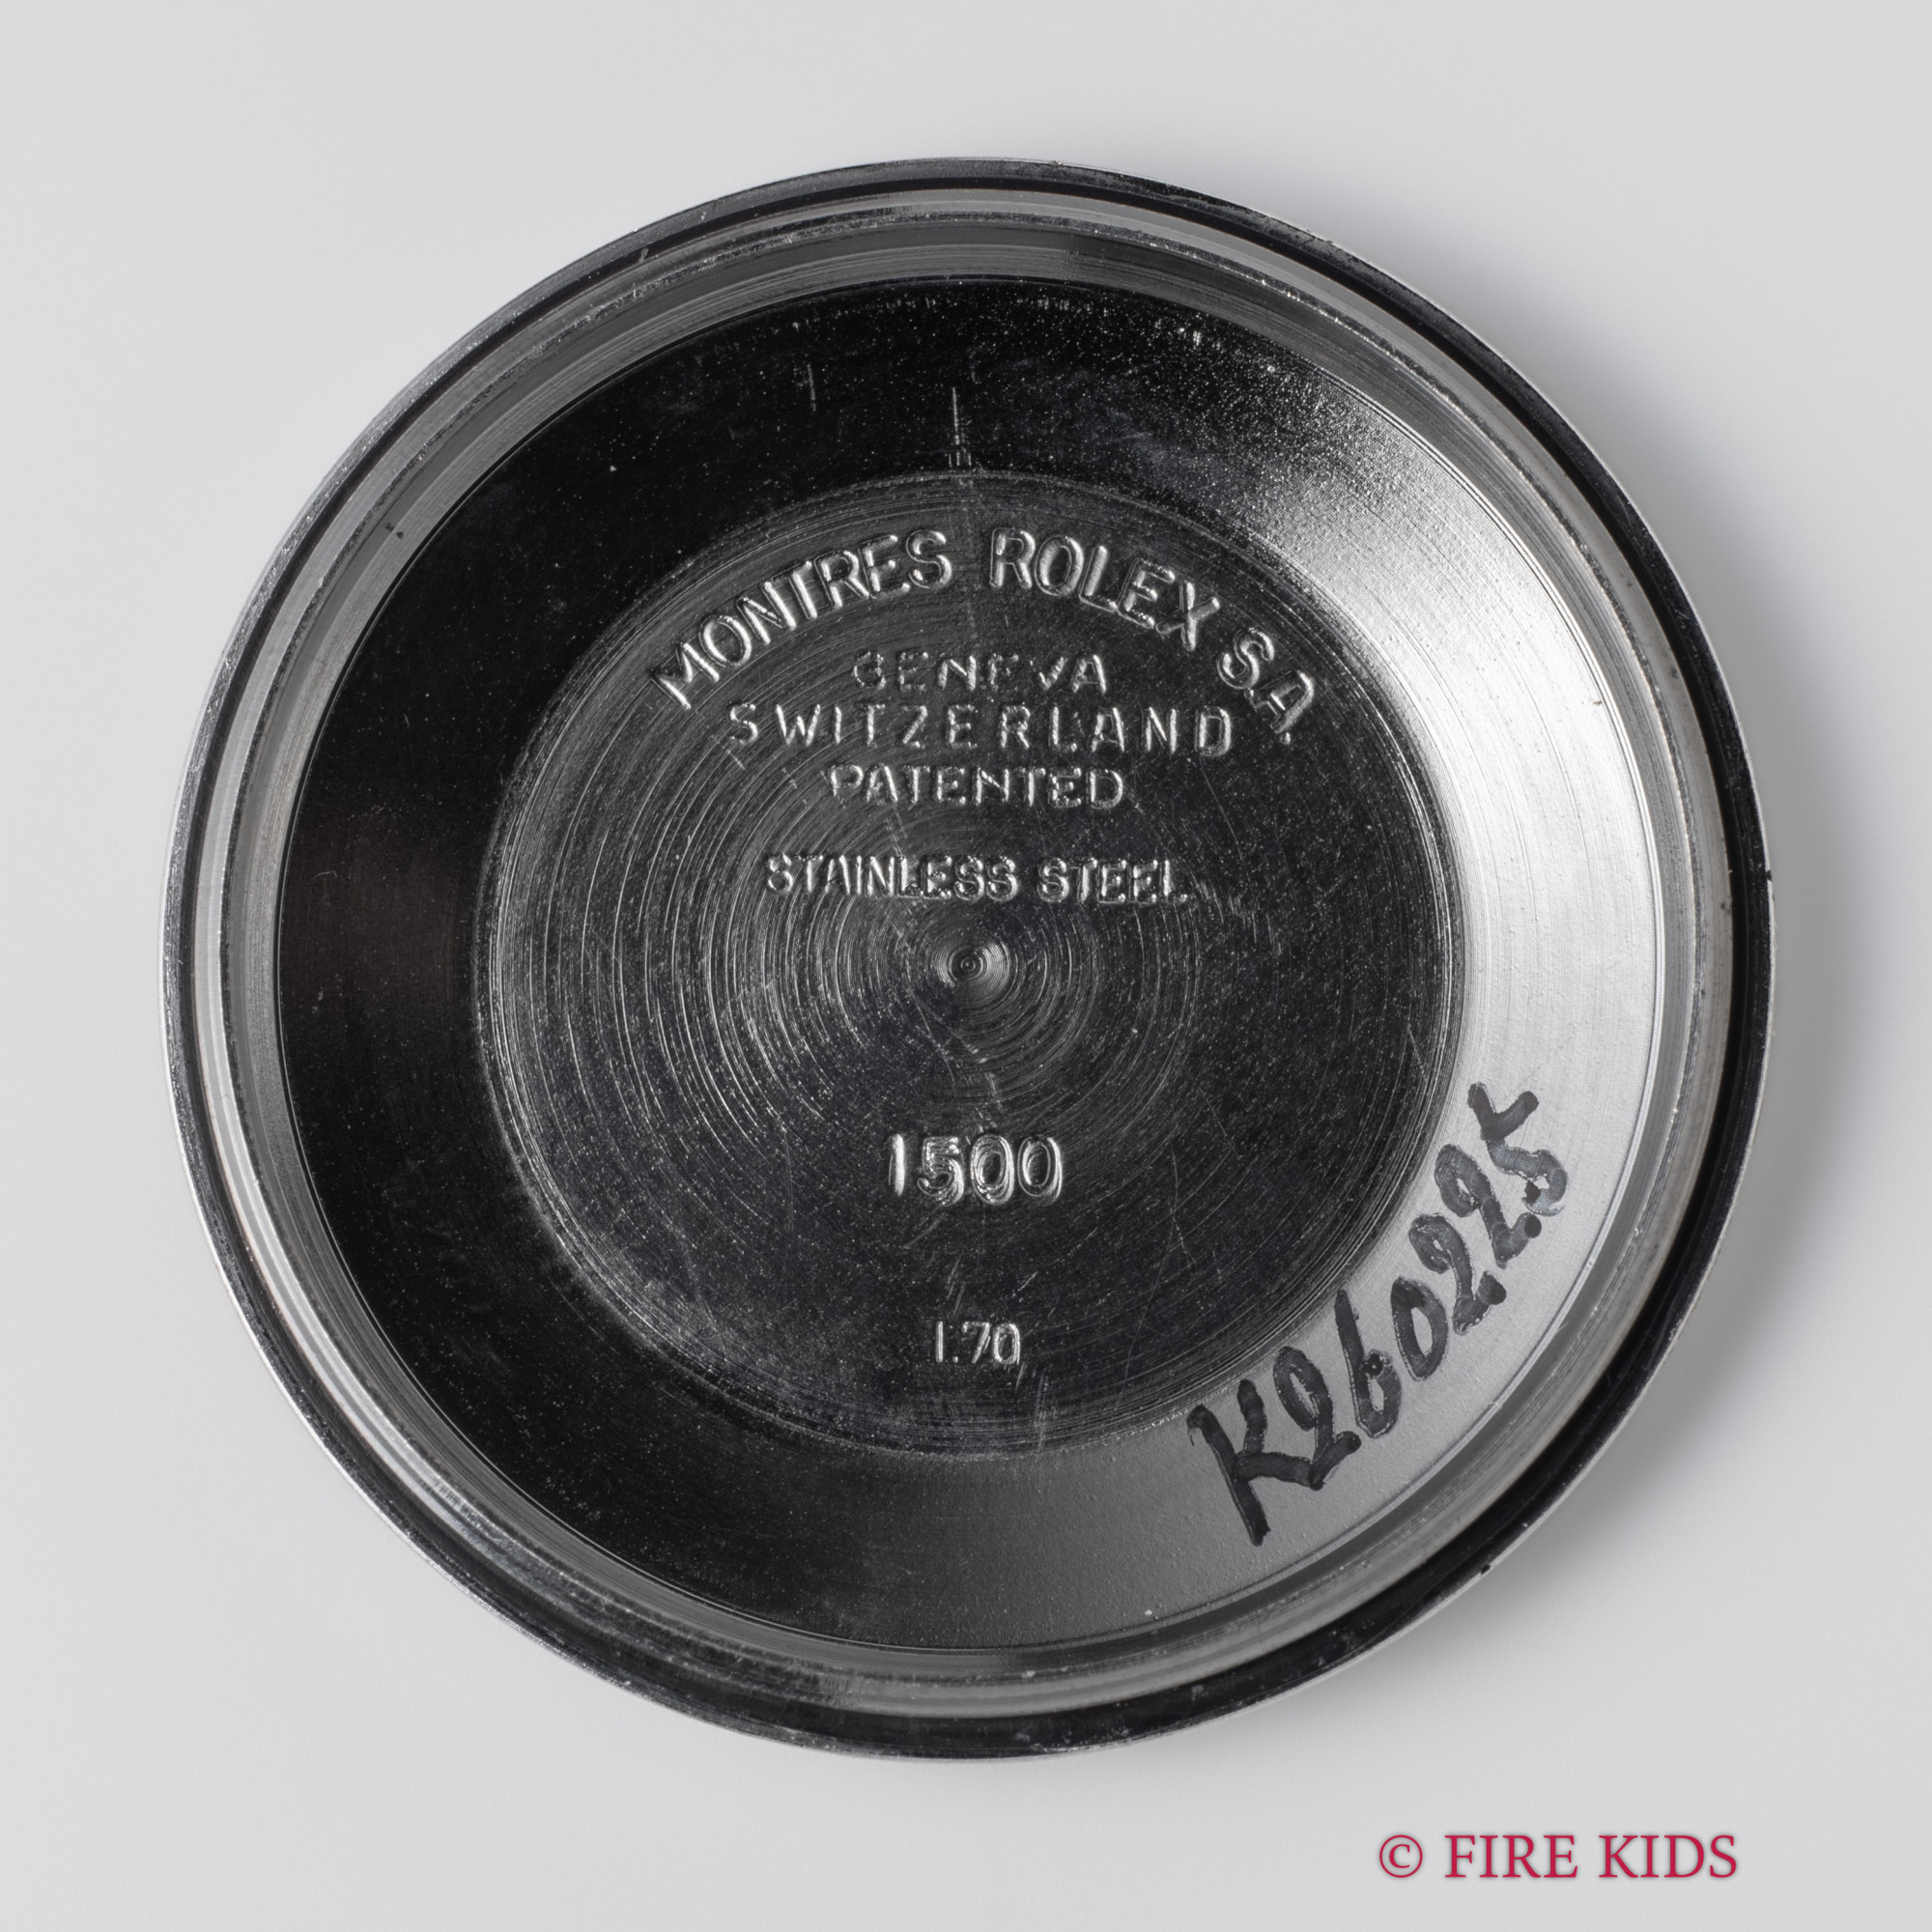 MONTRES ROLEX S.A.
GENEVA
SWITZERLAND
PATENTED
STAINLESS STEEL
1500
I.70
K260225
© FIRE KIDS